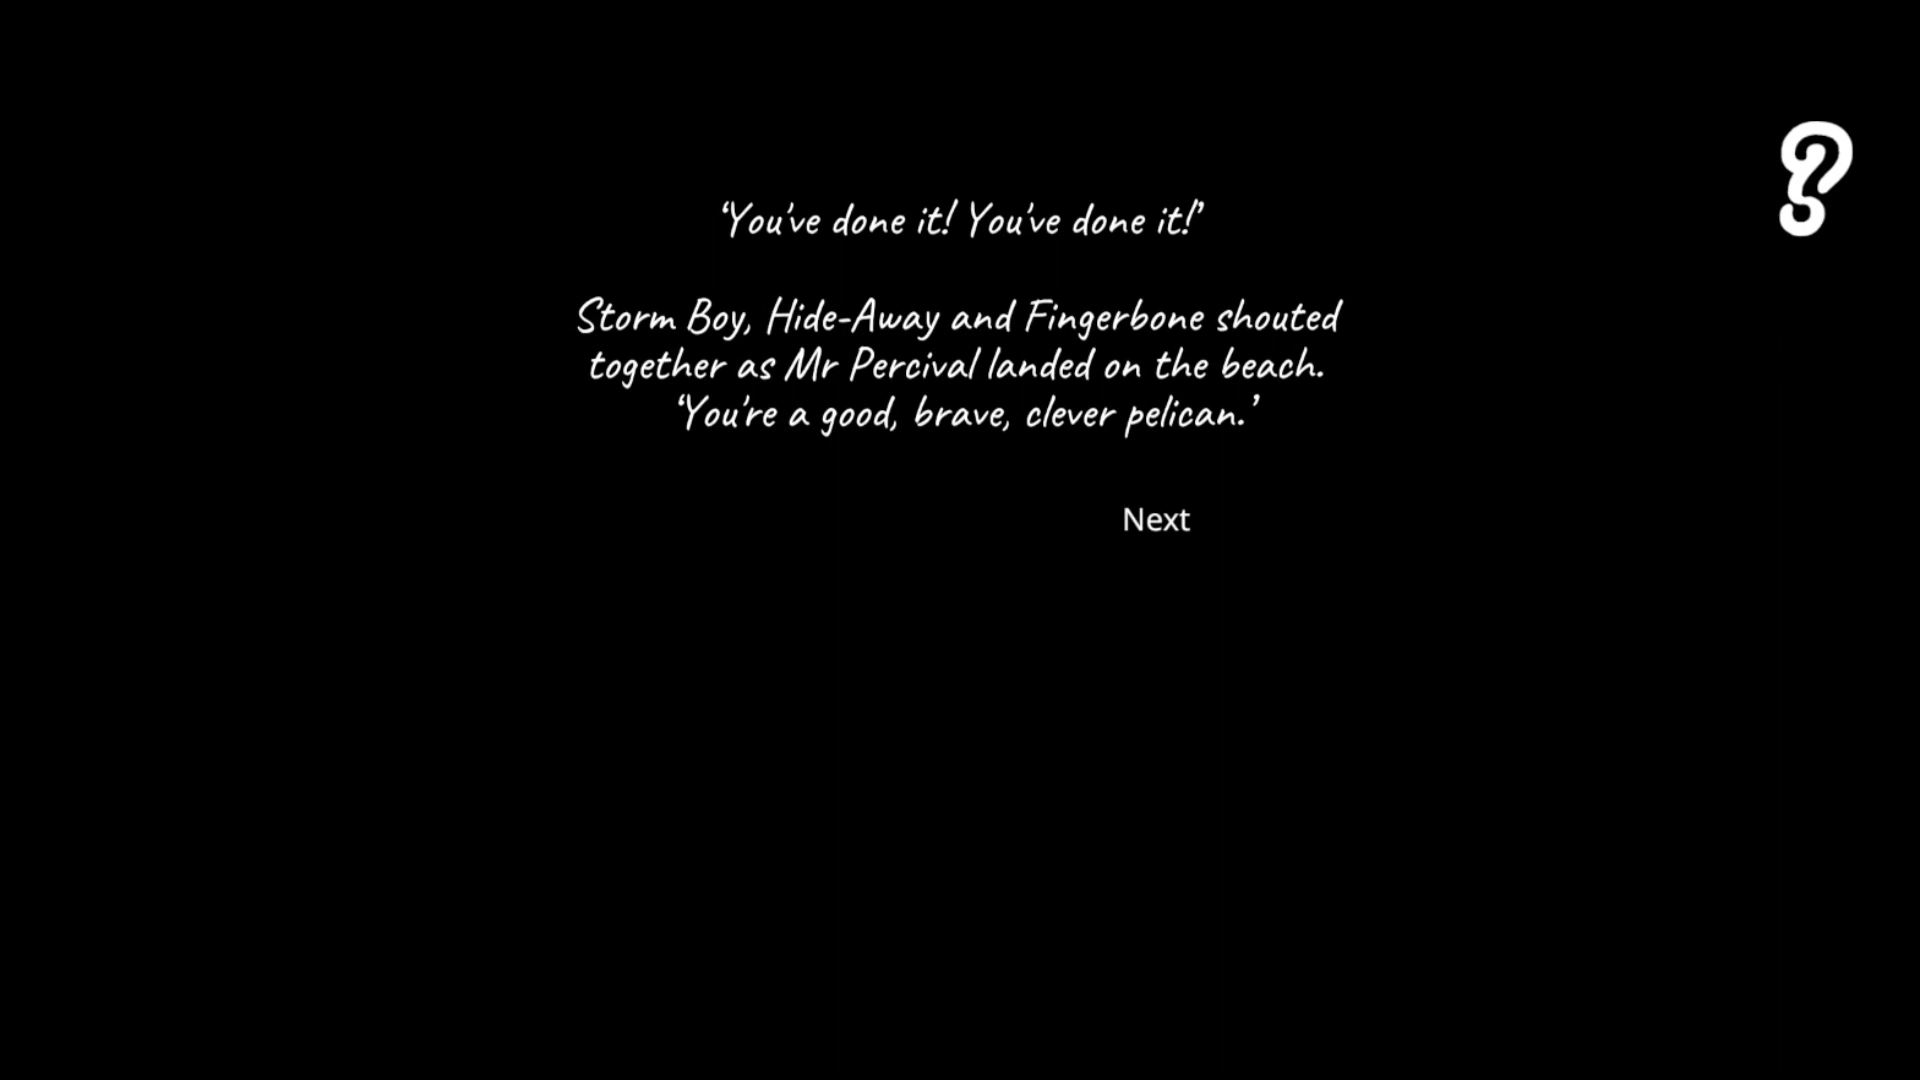 ‘You’ve done it! You’ve done it!’
Storm Boy, Hide-Away and Fingerbone shouted
together as Mr Percival landed on the beach.
‘You’re a good, brave, clever pelican.’
Next